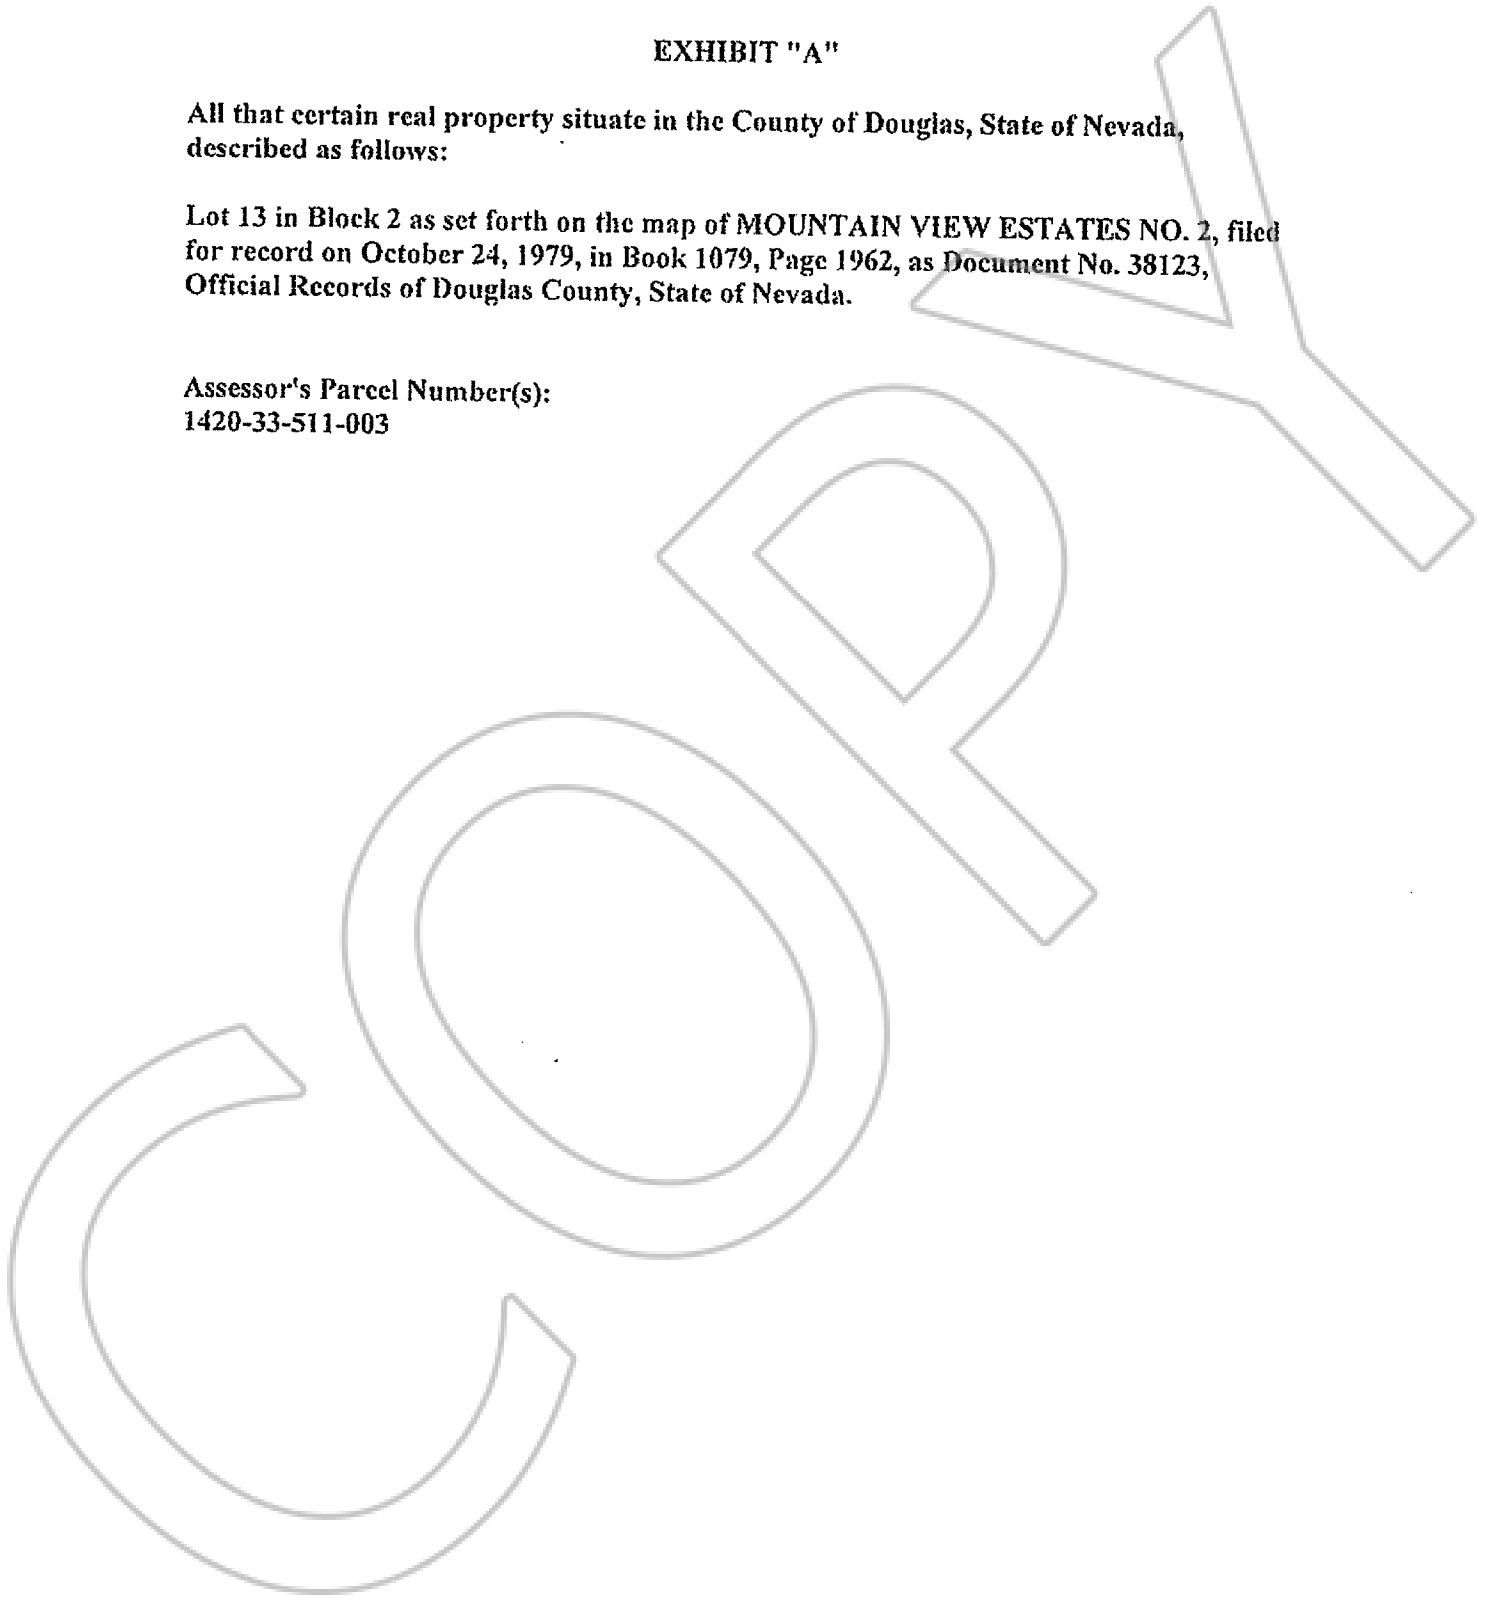 EXHIBIT "A"
All that certain real property situate in the County of Douglas, State of Nevada,
described as follows:
Lot 13 in Block 2 as set forth on the map of MOUNTAIN VIEW ESTATES NO. 2, filed
for record on October 24, 1979, in Book 1079, Page 1962, as Document No. 38123,
Official Records of Douglas County, State of Nevada.
Assessor's Parcel Number(s):
1420-33-511-003
COPY